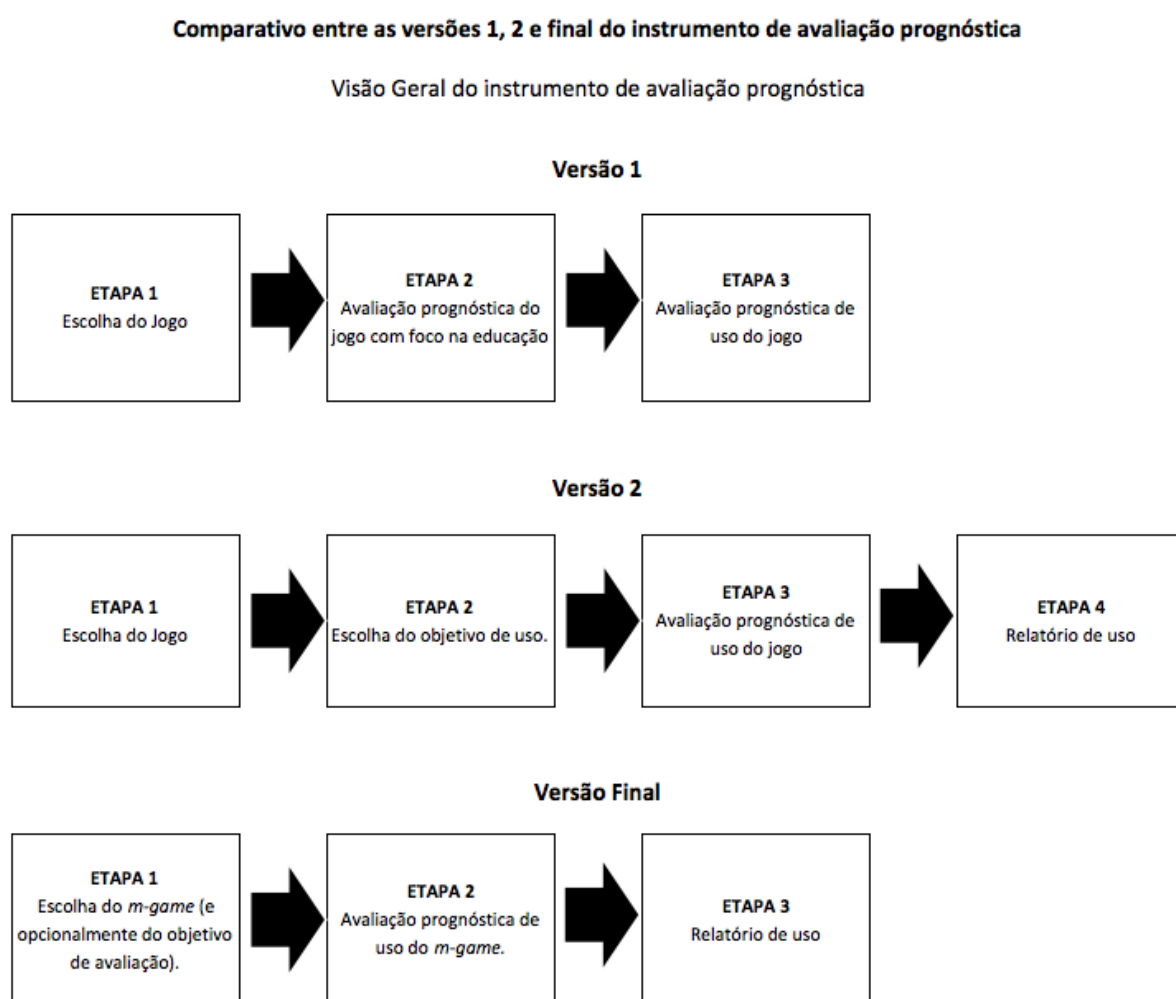 Comparativo entre as versões 1, 2 e final do instrumento de avaliação prognóstica
Visão Geral do instrumento de avaliação prognóstica
Versão 1
ETAPA 1
Escolha do Jogo
ETAPA 2
Avaliação prognóstica do
jogo com foco na educação
ETAPA 3
Avaliação prognóstica de
uso do jogo
Versão 2
ETAPA 1
Escolha do Jogo
ETAPA 2
Escolha do objetivo de uso.
ETAPA 3
Avaliação prognóstica de
uso do jogo
ETAPA 4
Relatório de uso
Versão Final
ETAPA 1
Escolha do m-game (e
opcionalmente do objetivo
de avaliação).
ETAPA 2
Avaliação prognóstica de
uso do m-game.
ETAPA 3
Relatório de uso